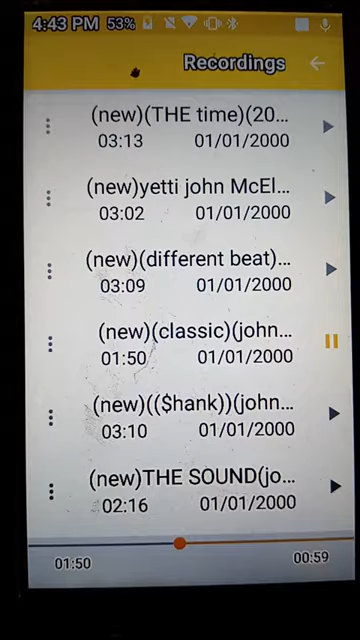 4:43 PM 53%
Recordings
(new)(THE time)(20...
03:13 01/01/2000
(new)yetti john McEl...
03:02 01/01/2000
(new)(different beat)...
03:09 01/01/2000
(new)(classic)(john...
01:50 01/01/2000
(new)(($hank))(john...
03:10 01/01/2000
(new)THE SOUND(jo...
02:16 01/01/2000
01:50 00:59